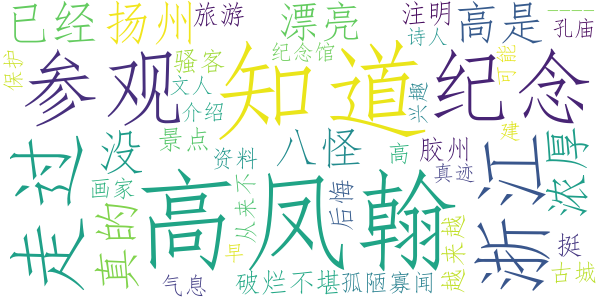 已经
扬州
旅游
漂亮
注明
高是
诗人
孔庙
保护
参观
骚客
纪念馆
文人
介绍
知道
兴趣
纪念
可能
走过
没
景点
资料
八怪
高
胶州
建
真迹
浙江
浓厚
画家
真的
从来不
早
高凤翰
后悔
越来越
挺
古城
气息
破烂不堪
孤陋寡闻